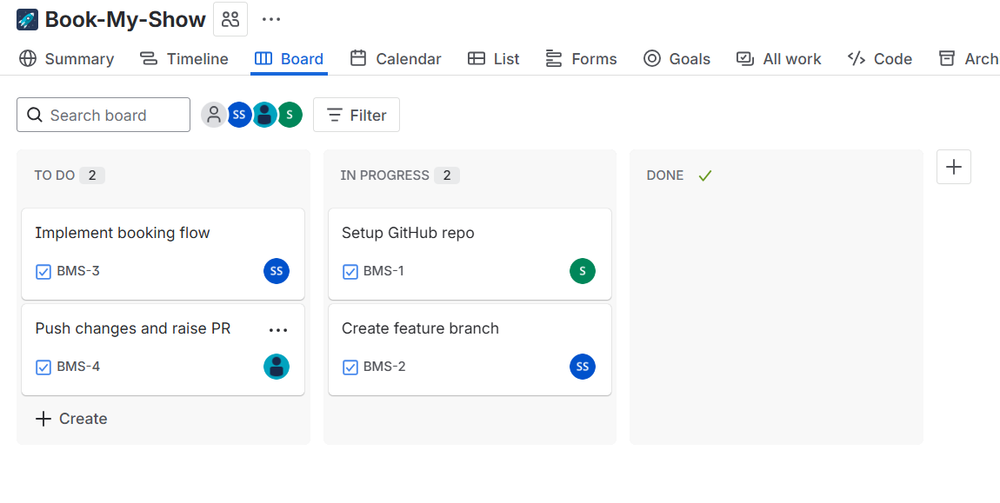 Book-My-Show
Summary Timeline Board Calendar List Forms Goals All work Code Arch
Search board SS S Filter
TO DO 2
Implement booking flow
BMS-3 SS
Push changes and raise PR
BMS-4
Create
IN PROGRESS 2
Setup GitHub repo
BMS-1 S
Create feature branch
BMS-2 SS
DONE